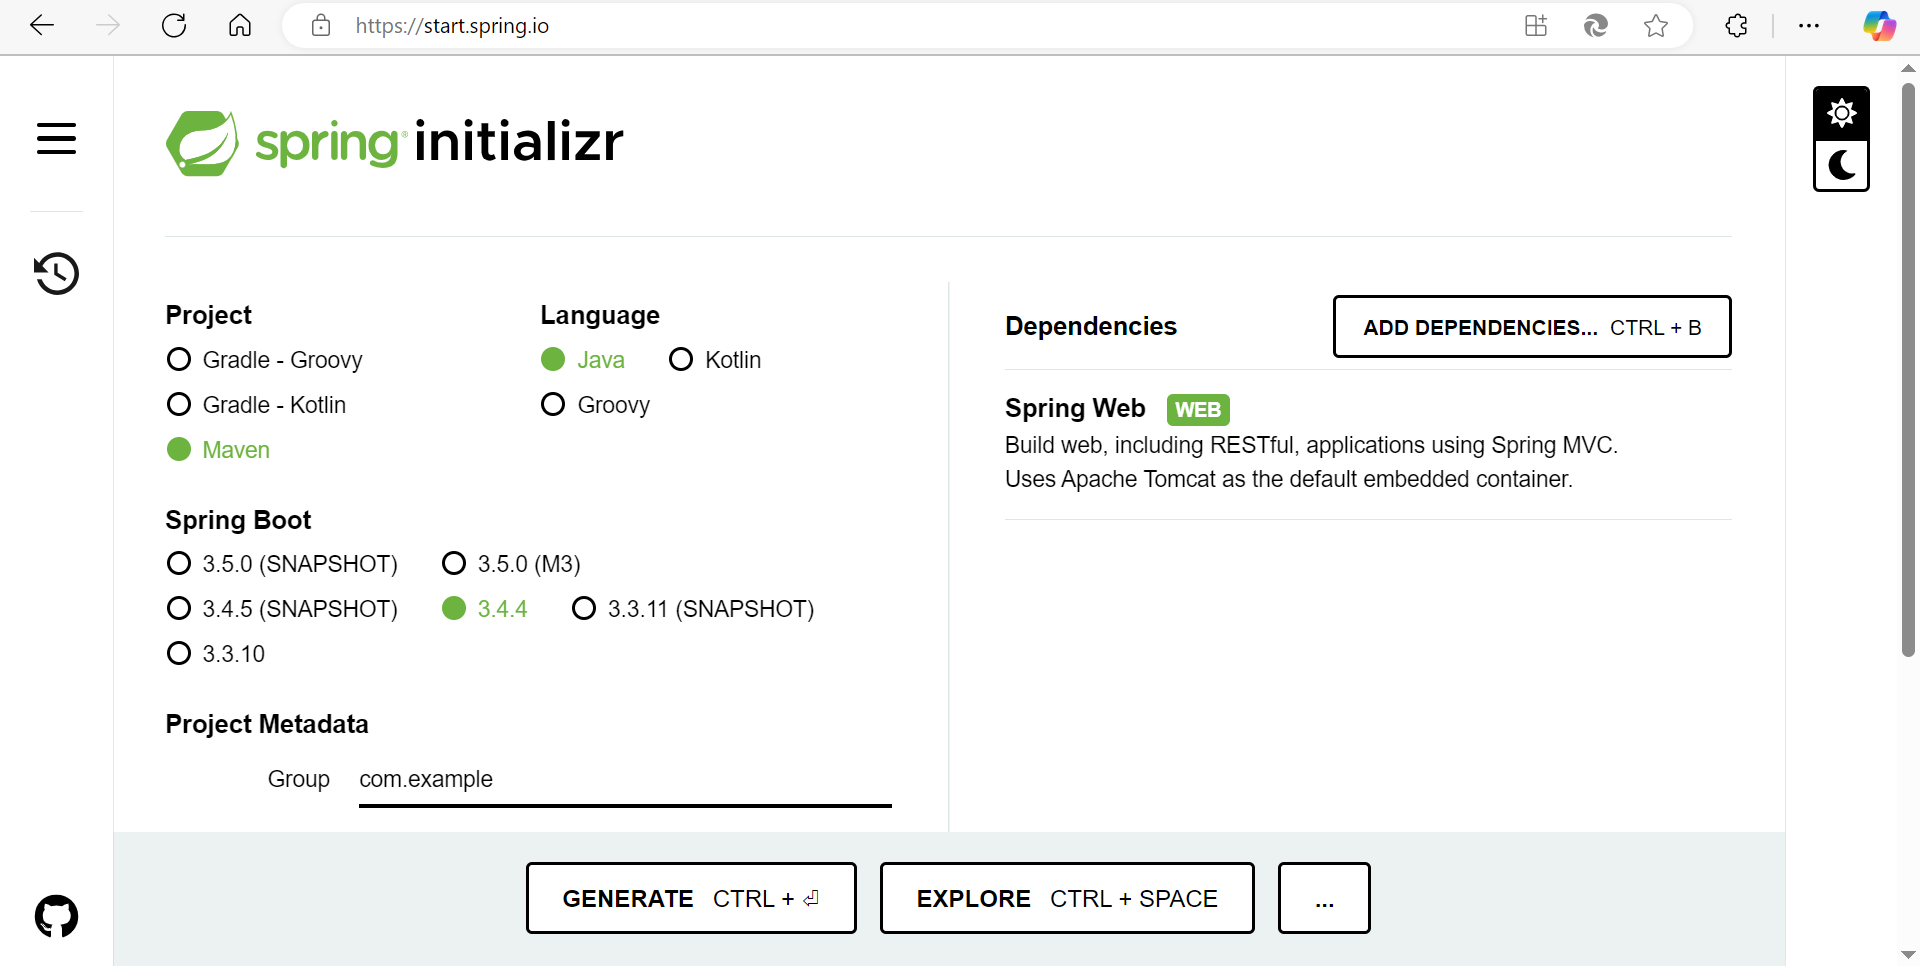 https://start.spring.io
spring® initializr
Project
Gradle - Groovy
Gradle - Kotlin
Maven
Language
Java Kotlin
Groovy
Spring Boot
3.5.0 (SNAPSHOT) 3.5.0 (M3)
3.4.5 (SNAPSHOT) 3.4.4 3.3.11 (SNAPSHOT)
3.3.10
Project Metadata
Group com.example
Dependencies
ADD DEPENDENCIES... CTRL + B
Spring Web WEB
Build web, including RESTful, applications using Spring MVC.
Uses Apache Tomcat as the default embedded container.
GENERATE CTRL + ⏎
EXPLORE CTRL + SPACE
...